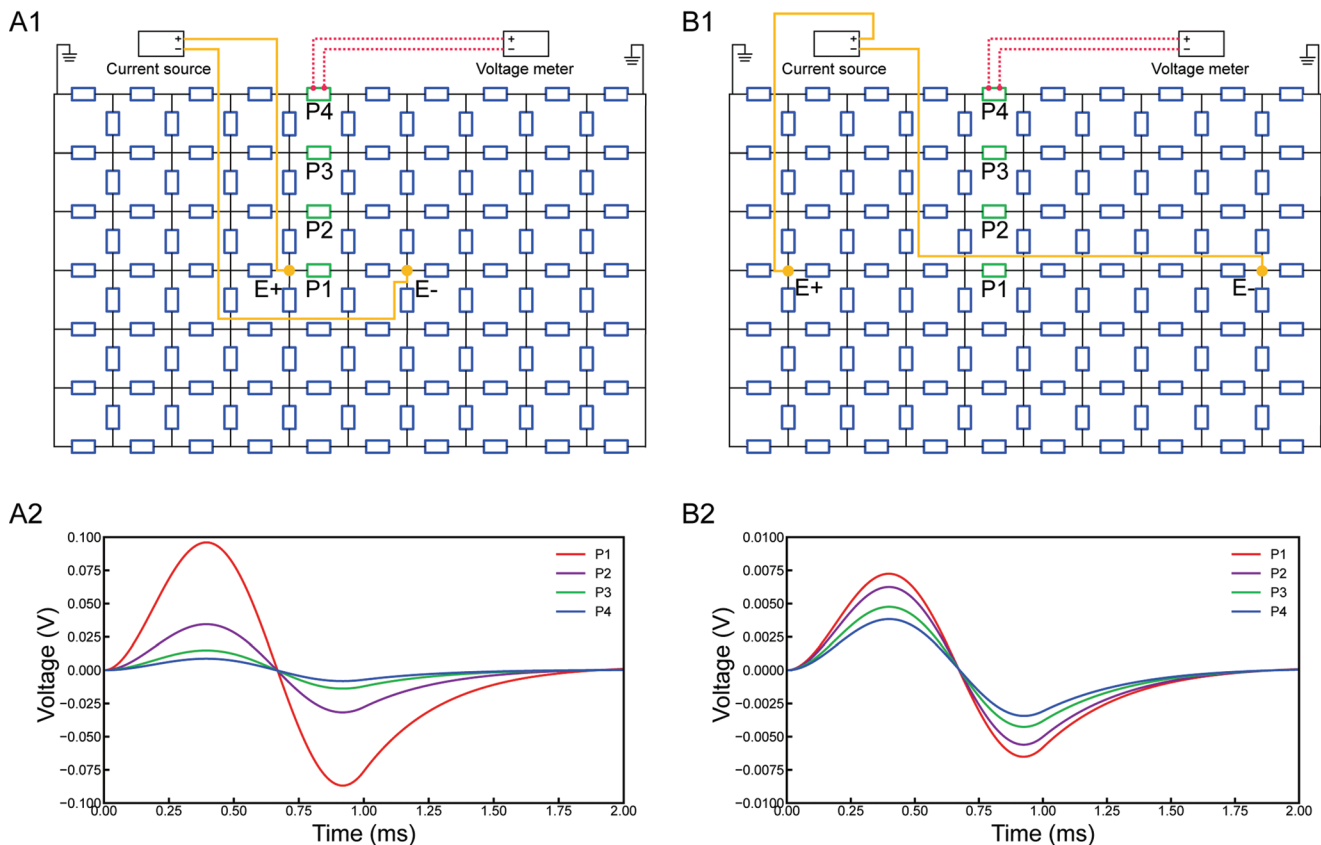 A1
+
−
Current source
+
−
Voltage meter
P4
P3
P2
E+
P1
E-
B1
+
−
Current source
+
−
Voltage meter
P4
P3
P2
E+
P1
E-
A2
0.100
0.075
0.050
0.025
0.000
−0.025
−0.050
−0.075
−0.100
Voltage (V)
P1
P2
P3
P4
0.00 0.25 0.50 0.75 1.00 1.25 1.50 1.75 2.00
Time (ms)
B2
0.0100
0.0075
0.0050
0.0025
0.0000
−0.0025
−0.0050
−0.0075
−0.0100
Voltage (V)
P1
P2
P3
P4
0.00 0.25 0.50 0.75 1.00 1.25 1.50 1.75 2.00
Time (ms)